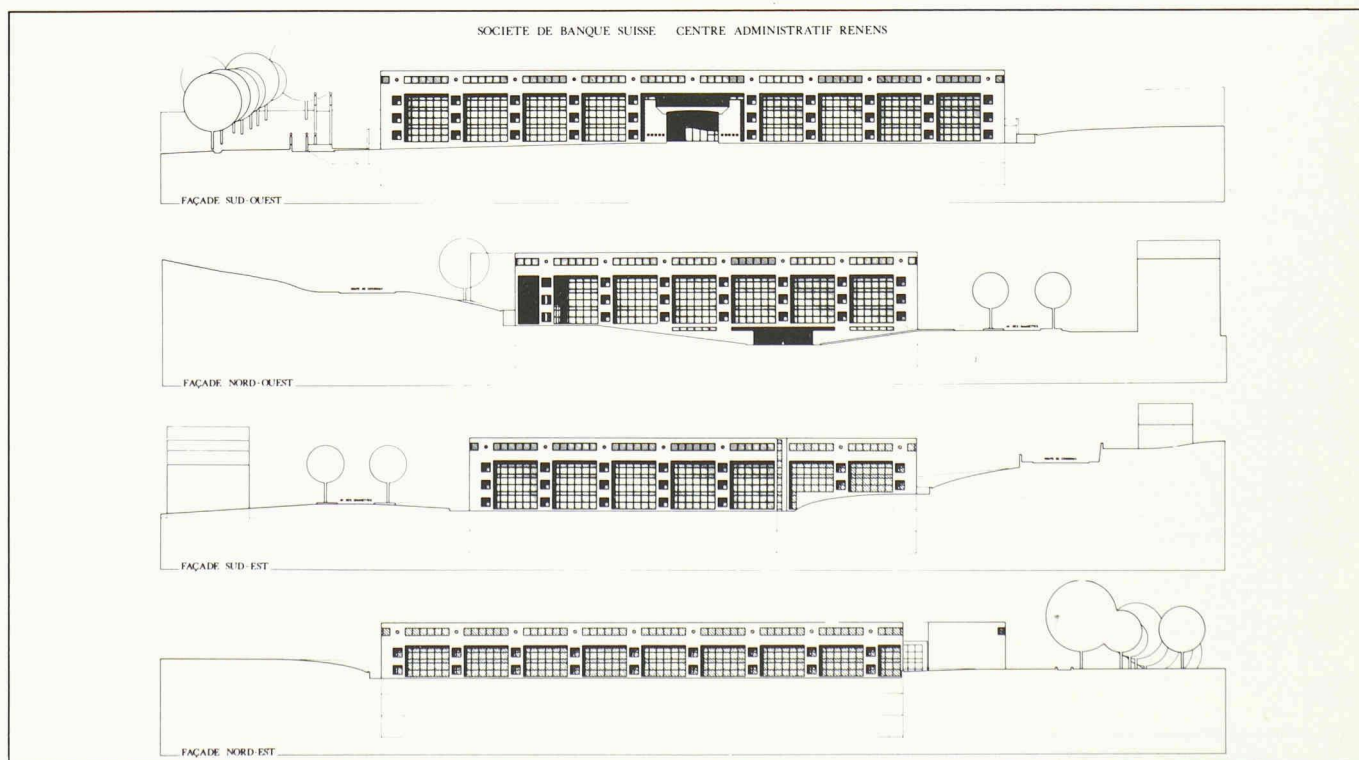 SOCIETE DE BANQUE SUISSE CENTRE ADMINISTRATIF RENENS
FAÇADE SUD-OUEST
FAÇADE NORD-OUEST
FAÇADE SUD-EST
FAÇADE NORD-EST